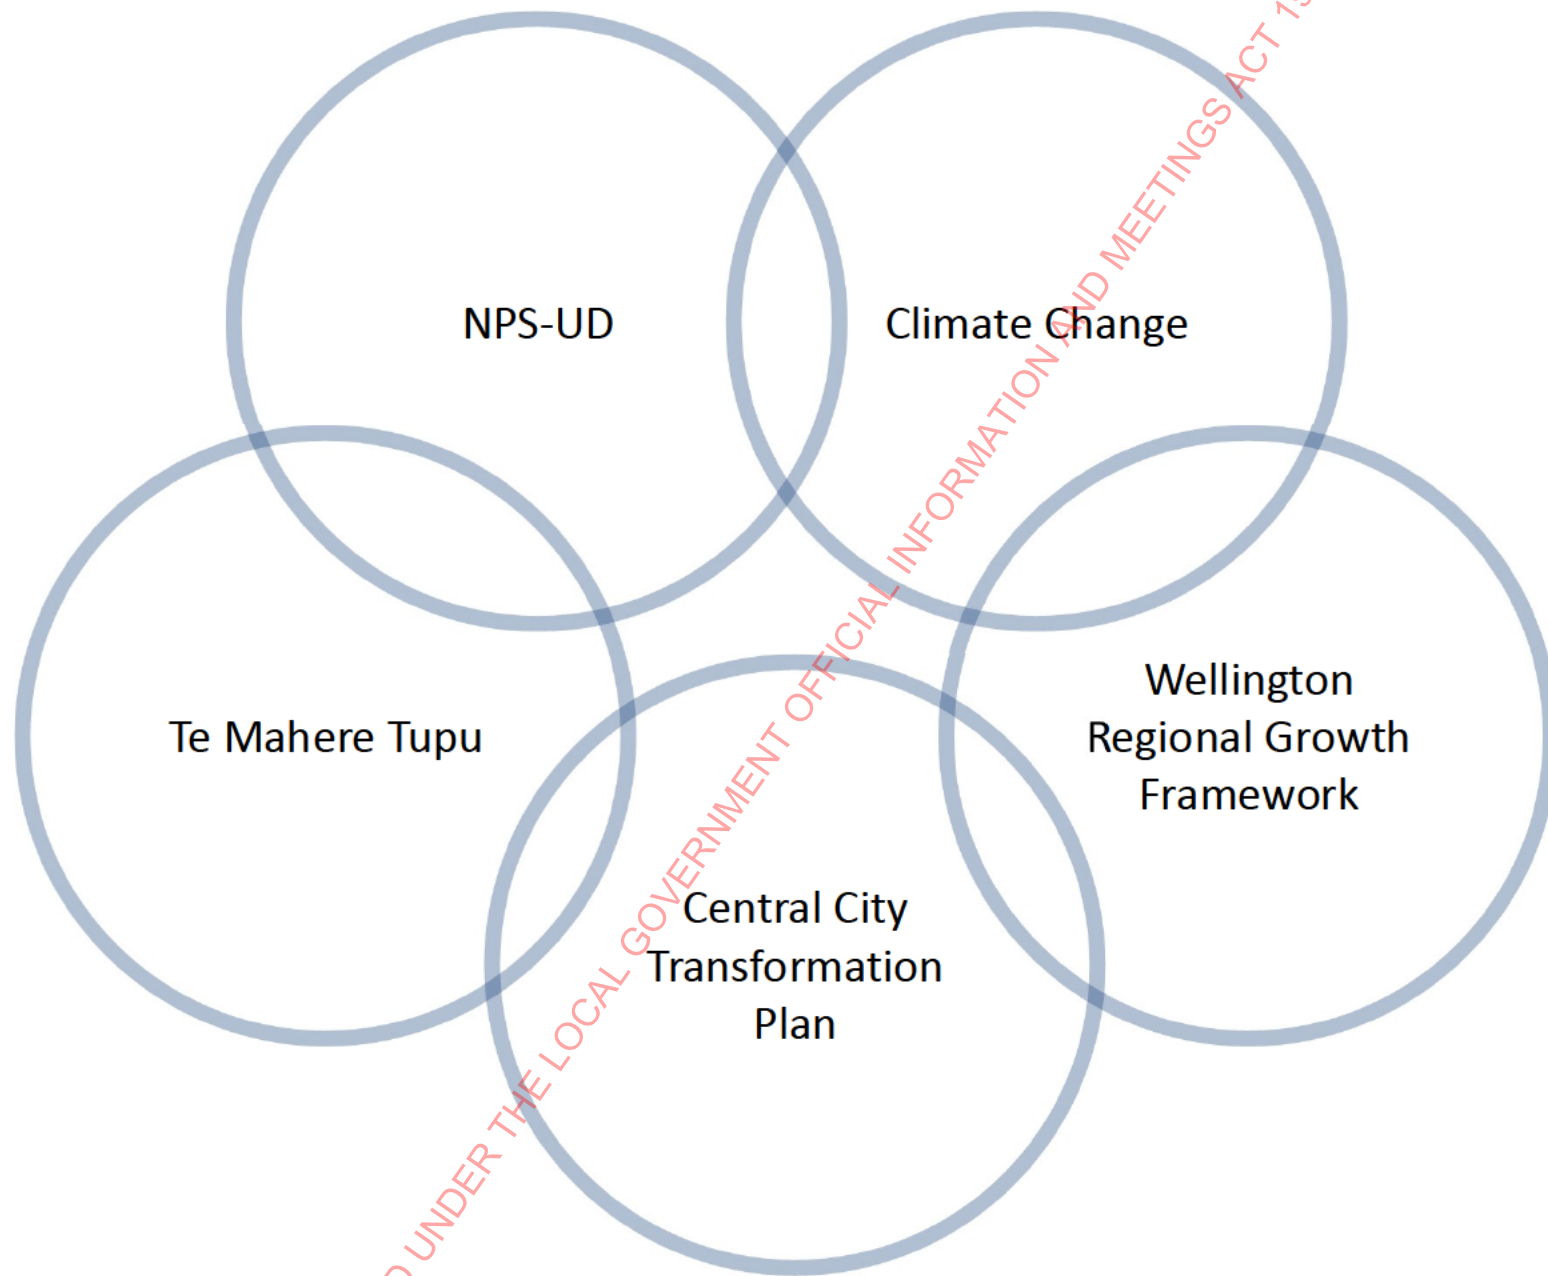 NPS-UD
Climate Change
Te Mahere Tupu
Wellington
Regional Growth
Framework
Central City
Transformation
Plan
UNDER THE LOCAL GOVERNMENT OFFICIAL INFORMATION AND MEETINGS ACT